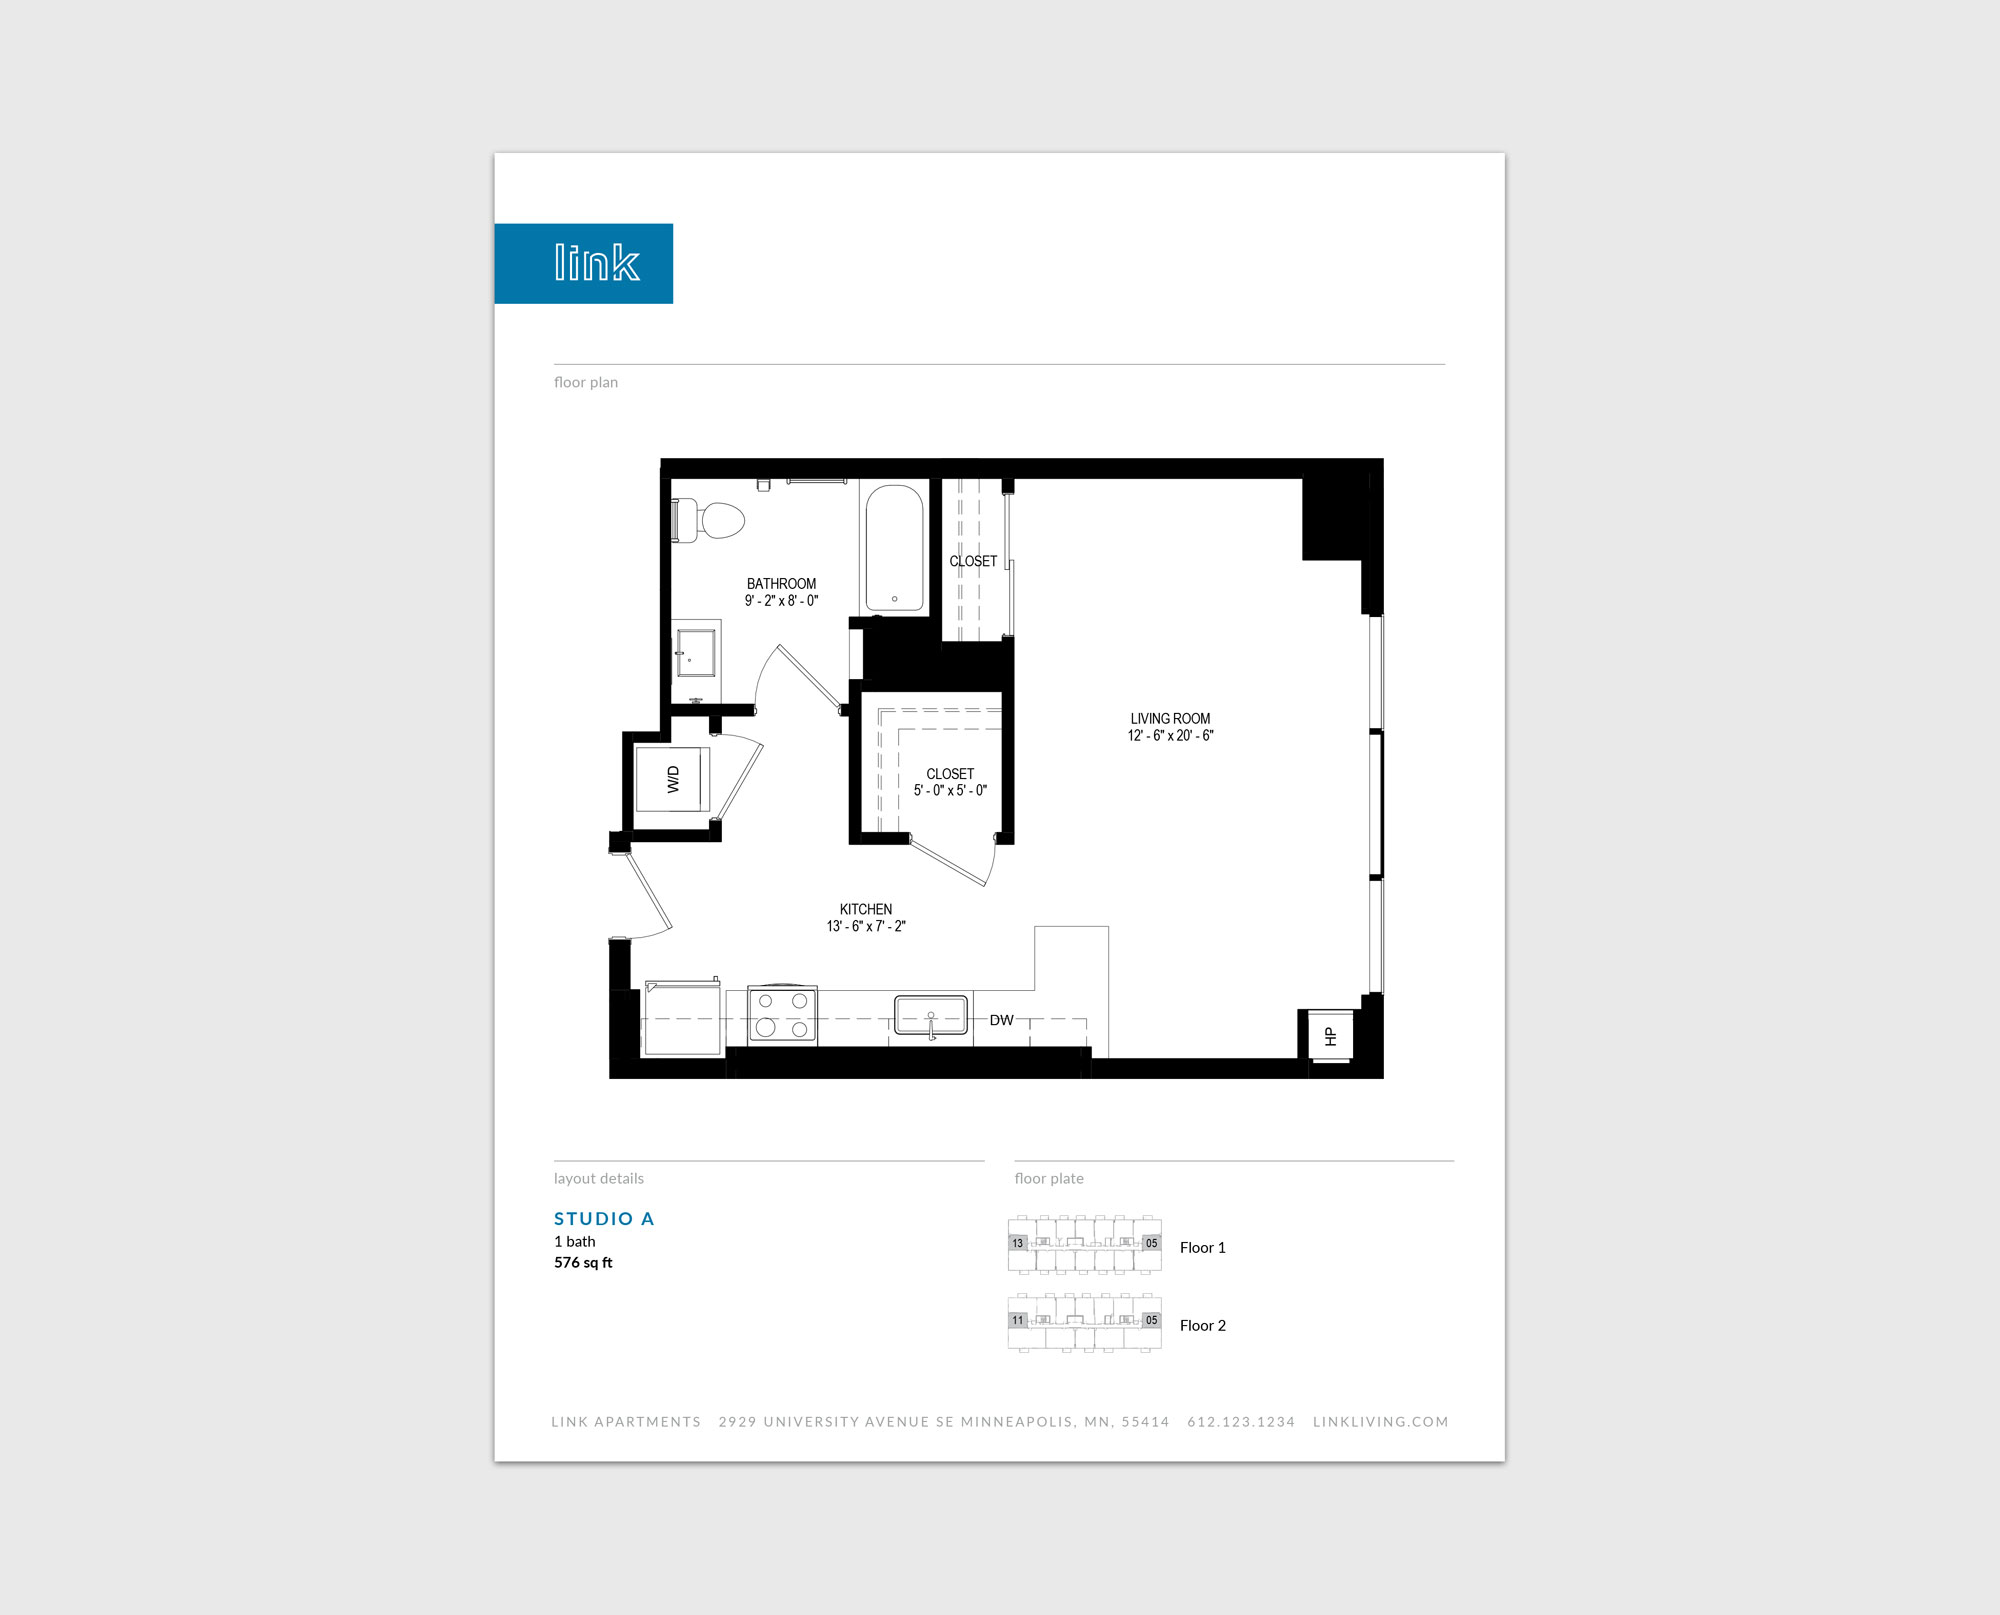 link
floor plan
CLOSET
BATHROOM
9' - 2" x 8' - 0"
LIVING ROOM
12' - 6" x 20' - 6"
W/D
CLOSET
5' - 0" x 5' - 0"
KITCHEN
13' - 6" x 7' - 2"
DW
HP
layout details
STUDIO A
1 bath
576 sq ft
floor plate
13
05
Floor 1
11
05
Floor 2
LINK APARTMENTS 2929 UNIVERSITY AVENUE SE MINNEAPOLIS, MN, 55414 612.123.1234 LINKLIVING.COM